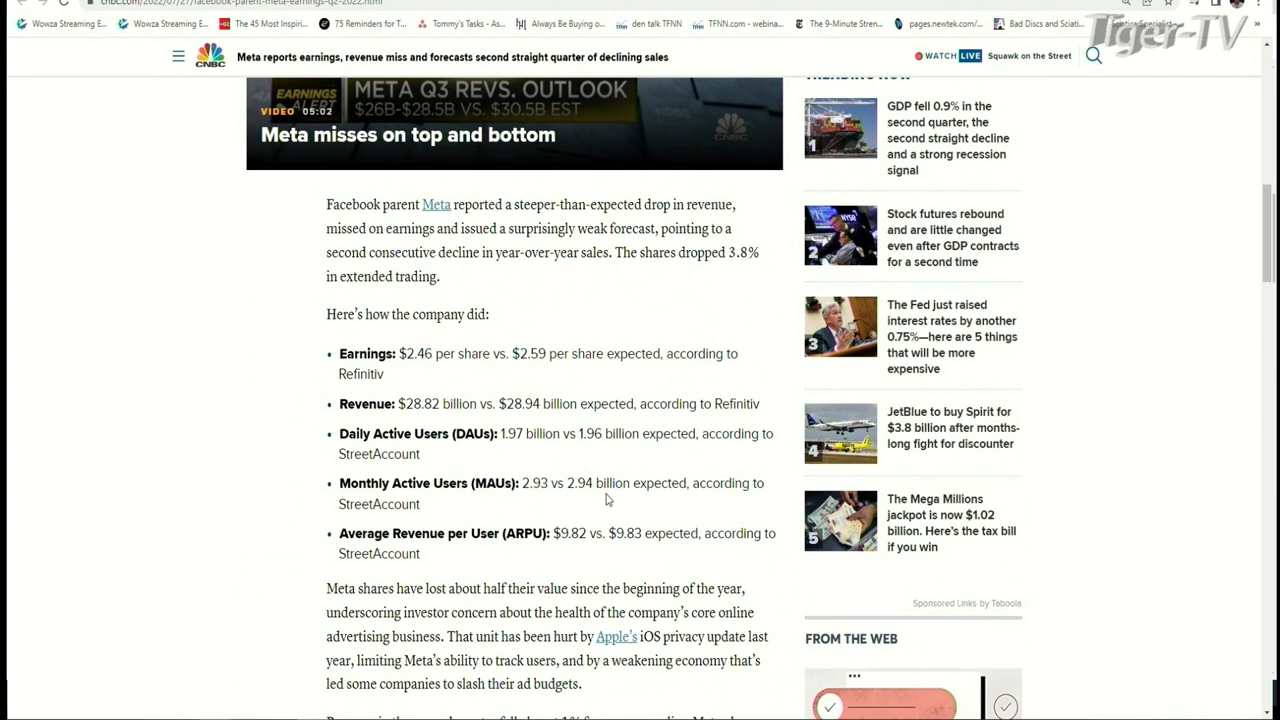 cnbc.com/2022/07/27/facebook-parent-meta-earnings-q2-2022.html
Wowza Streaming E...
Wowza Streaming E...
The 45 Most Inspiri...
75 Reminders for T...
Tommy's Tasks - As...
Always Be Buying o...
den talk TFNN
TFNN.com - webina...
The 9-Minute Stren...
pages.newtek.com/...
Bad Discs and Sciati...
Tiger-TV
CNBC
Meta reports earnings, revenue miss and forecasts second straight quarter of declining sales
WATCH LIVE
Squawk on the Street
EARNINGS
ALERT
META Q3 REVS. OUTLOOK
$26B-$28.5B VS. $30.5B EST
VIDEO 05:02
CNBC
Meta misses on top and bottom
Facebook parent Meta reported a steeper-than-expected drop in revenue,
missed on earnings and issued a surprisingly weak forecast, pointing to a
second consecutive decline in year-over-year sales. The shares dropped 3.8%
in extended trading.
Here's how the company did:
• Earnings: $2.46 per share vs. $2.59 per share expected, according to
Refinitiv
• Revenue: $28.82 billion vs. $28.94 billion expected, according to Refinitiv
• Daily Active Users (DAUs): 1.97 billion vs 1.96 billion expected, according to
StreetAccount
• Monthly Active Users (MAUs): 2.93 vs 2.94 billion expected, according to
StreetAccount
• Average Revenue per User (ARPU): $9.82 vs. $9.83 expected, according to
StreetAccount
Meta shares have lost about half their value since the beginning of the year,
underscoring investor concern about the health of the company's core online
advertising business. That unit has been hurt by Apple's iOS privacy update last
year, limiting Meta's ability to track users, and by a weakening economy that's
led some companies to slash their ad budgets.
TRENDING NOW
1
GDP fell 0.9% in the
second quarter, the
second straight decline
and a strong recession
signal
2
NYSE
Stock futures rebound
and are little changed
even after GDP contracts
for a second time
3
The Fed just raised
interest rates by another
0.75%—here are 5 things
that will be more
expensive
4
JetBlue to buy Spirit for
$3.8 billion after months-
long fight for discounter
5
The Mega Millions
jackpot is now $1.02
billion. Here's the tax bill
if you win
Sponsored Links by Taboola
FROM THE WEB